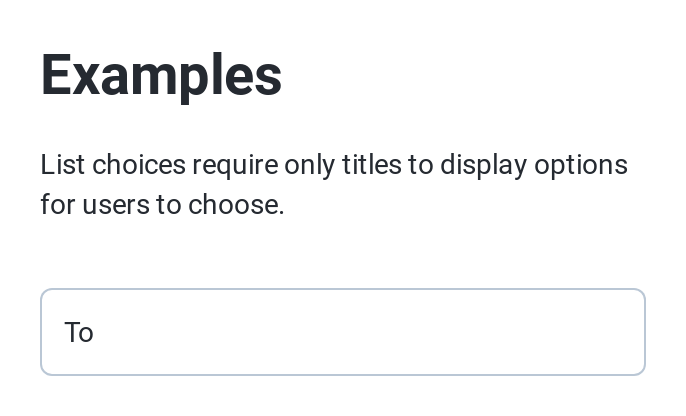 Examples
List choices require only titles to display options
for users to choose.
To